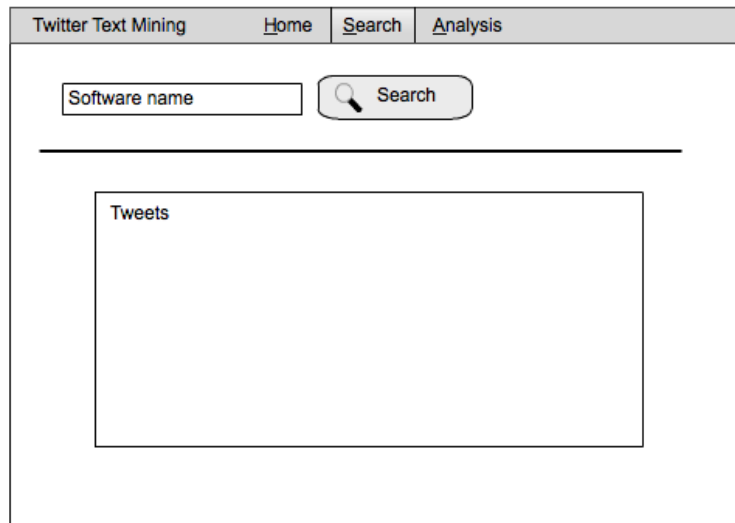 Twitter Text Mining Home Search Analysis
Software name Search
Tweets